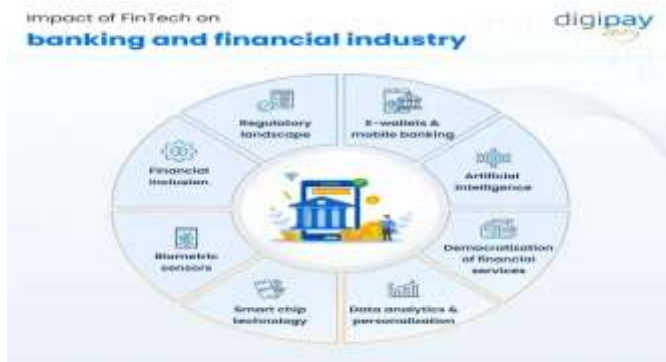 Impact of FinTech on
banking and financial industry
digipay
Regulatory
landscape
E-wallets &
mobile banking
Artificial
intelligence
Democratization
of financial
services
Data analytics &
personalization
Smart chip
technology
Biometric
sensors
Financial
inclusion